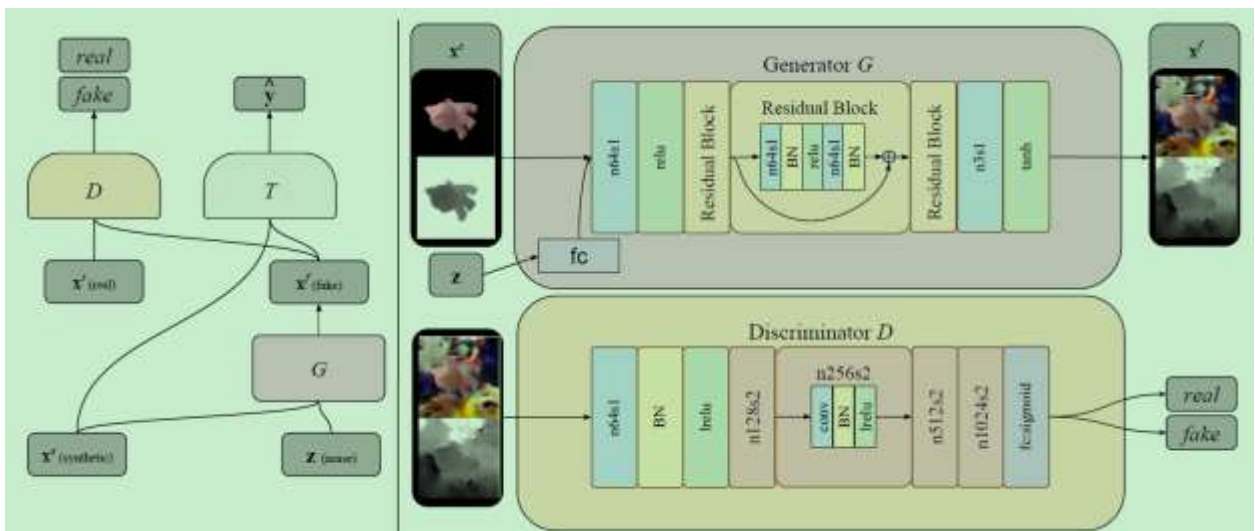 real
fake
ŷ
D
T
xʳ (real)
xᶠ (fake)
G
xˢ (synthetic)
z (noise)
xˢ
Generator G
n64s1
relu
Residual Block
Residual Block
n64s1
BN
relu
n64s1
BN
Residual Block
n3s1
tanh
xᶠ
z
fc
Discriminator D
n64s1
BN
lrelu
n128s2
n256s2
conv
BN
lrelu
n512s2
n1024s2
fc:sigmoid
real
fake